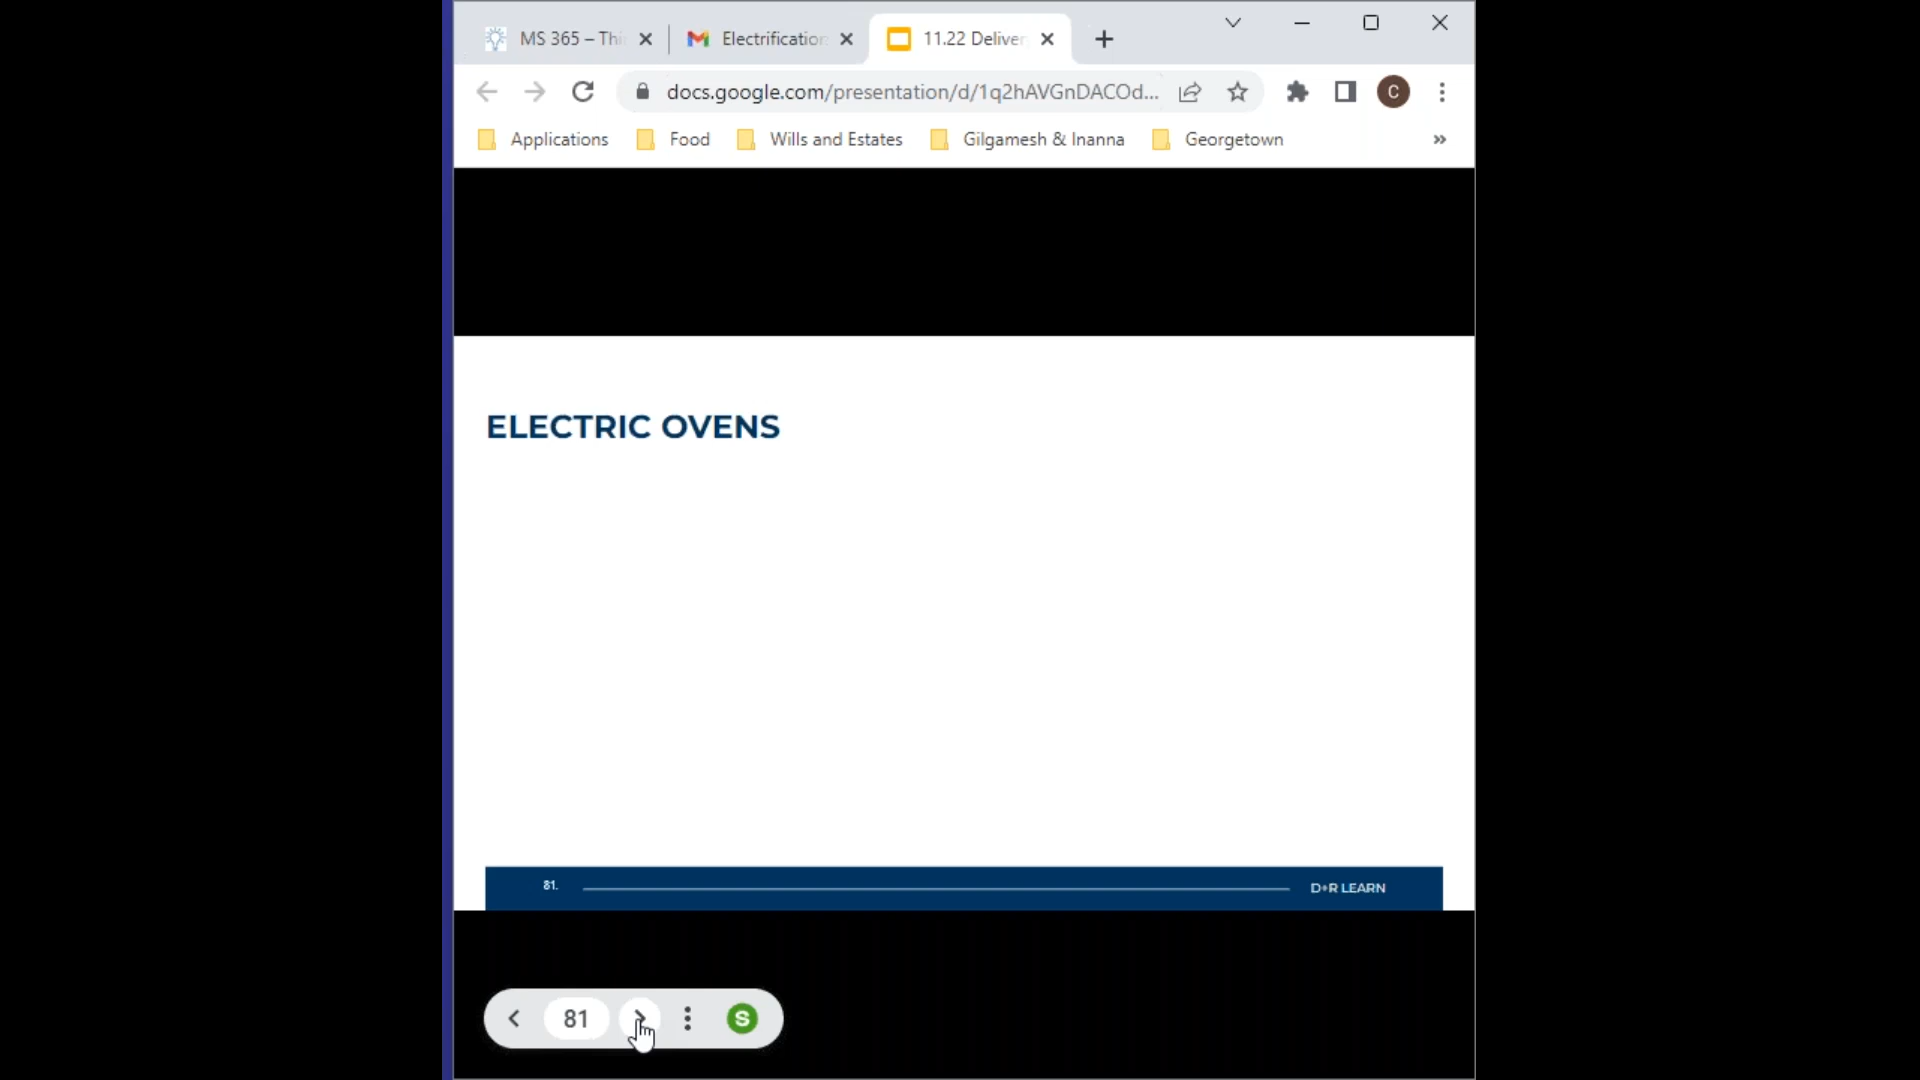 MS 365 – Thi
Electrification
11.22 Deliver
docs.google.com/presentation/d/1q2hAVGnDACOd...
C
Applications
Food
Wills and Estates
Gilgamesh & Inanna
Georgetown
»
ELECTRIC OVENS
81.
D+R LEARN
81
S